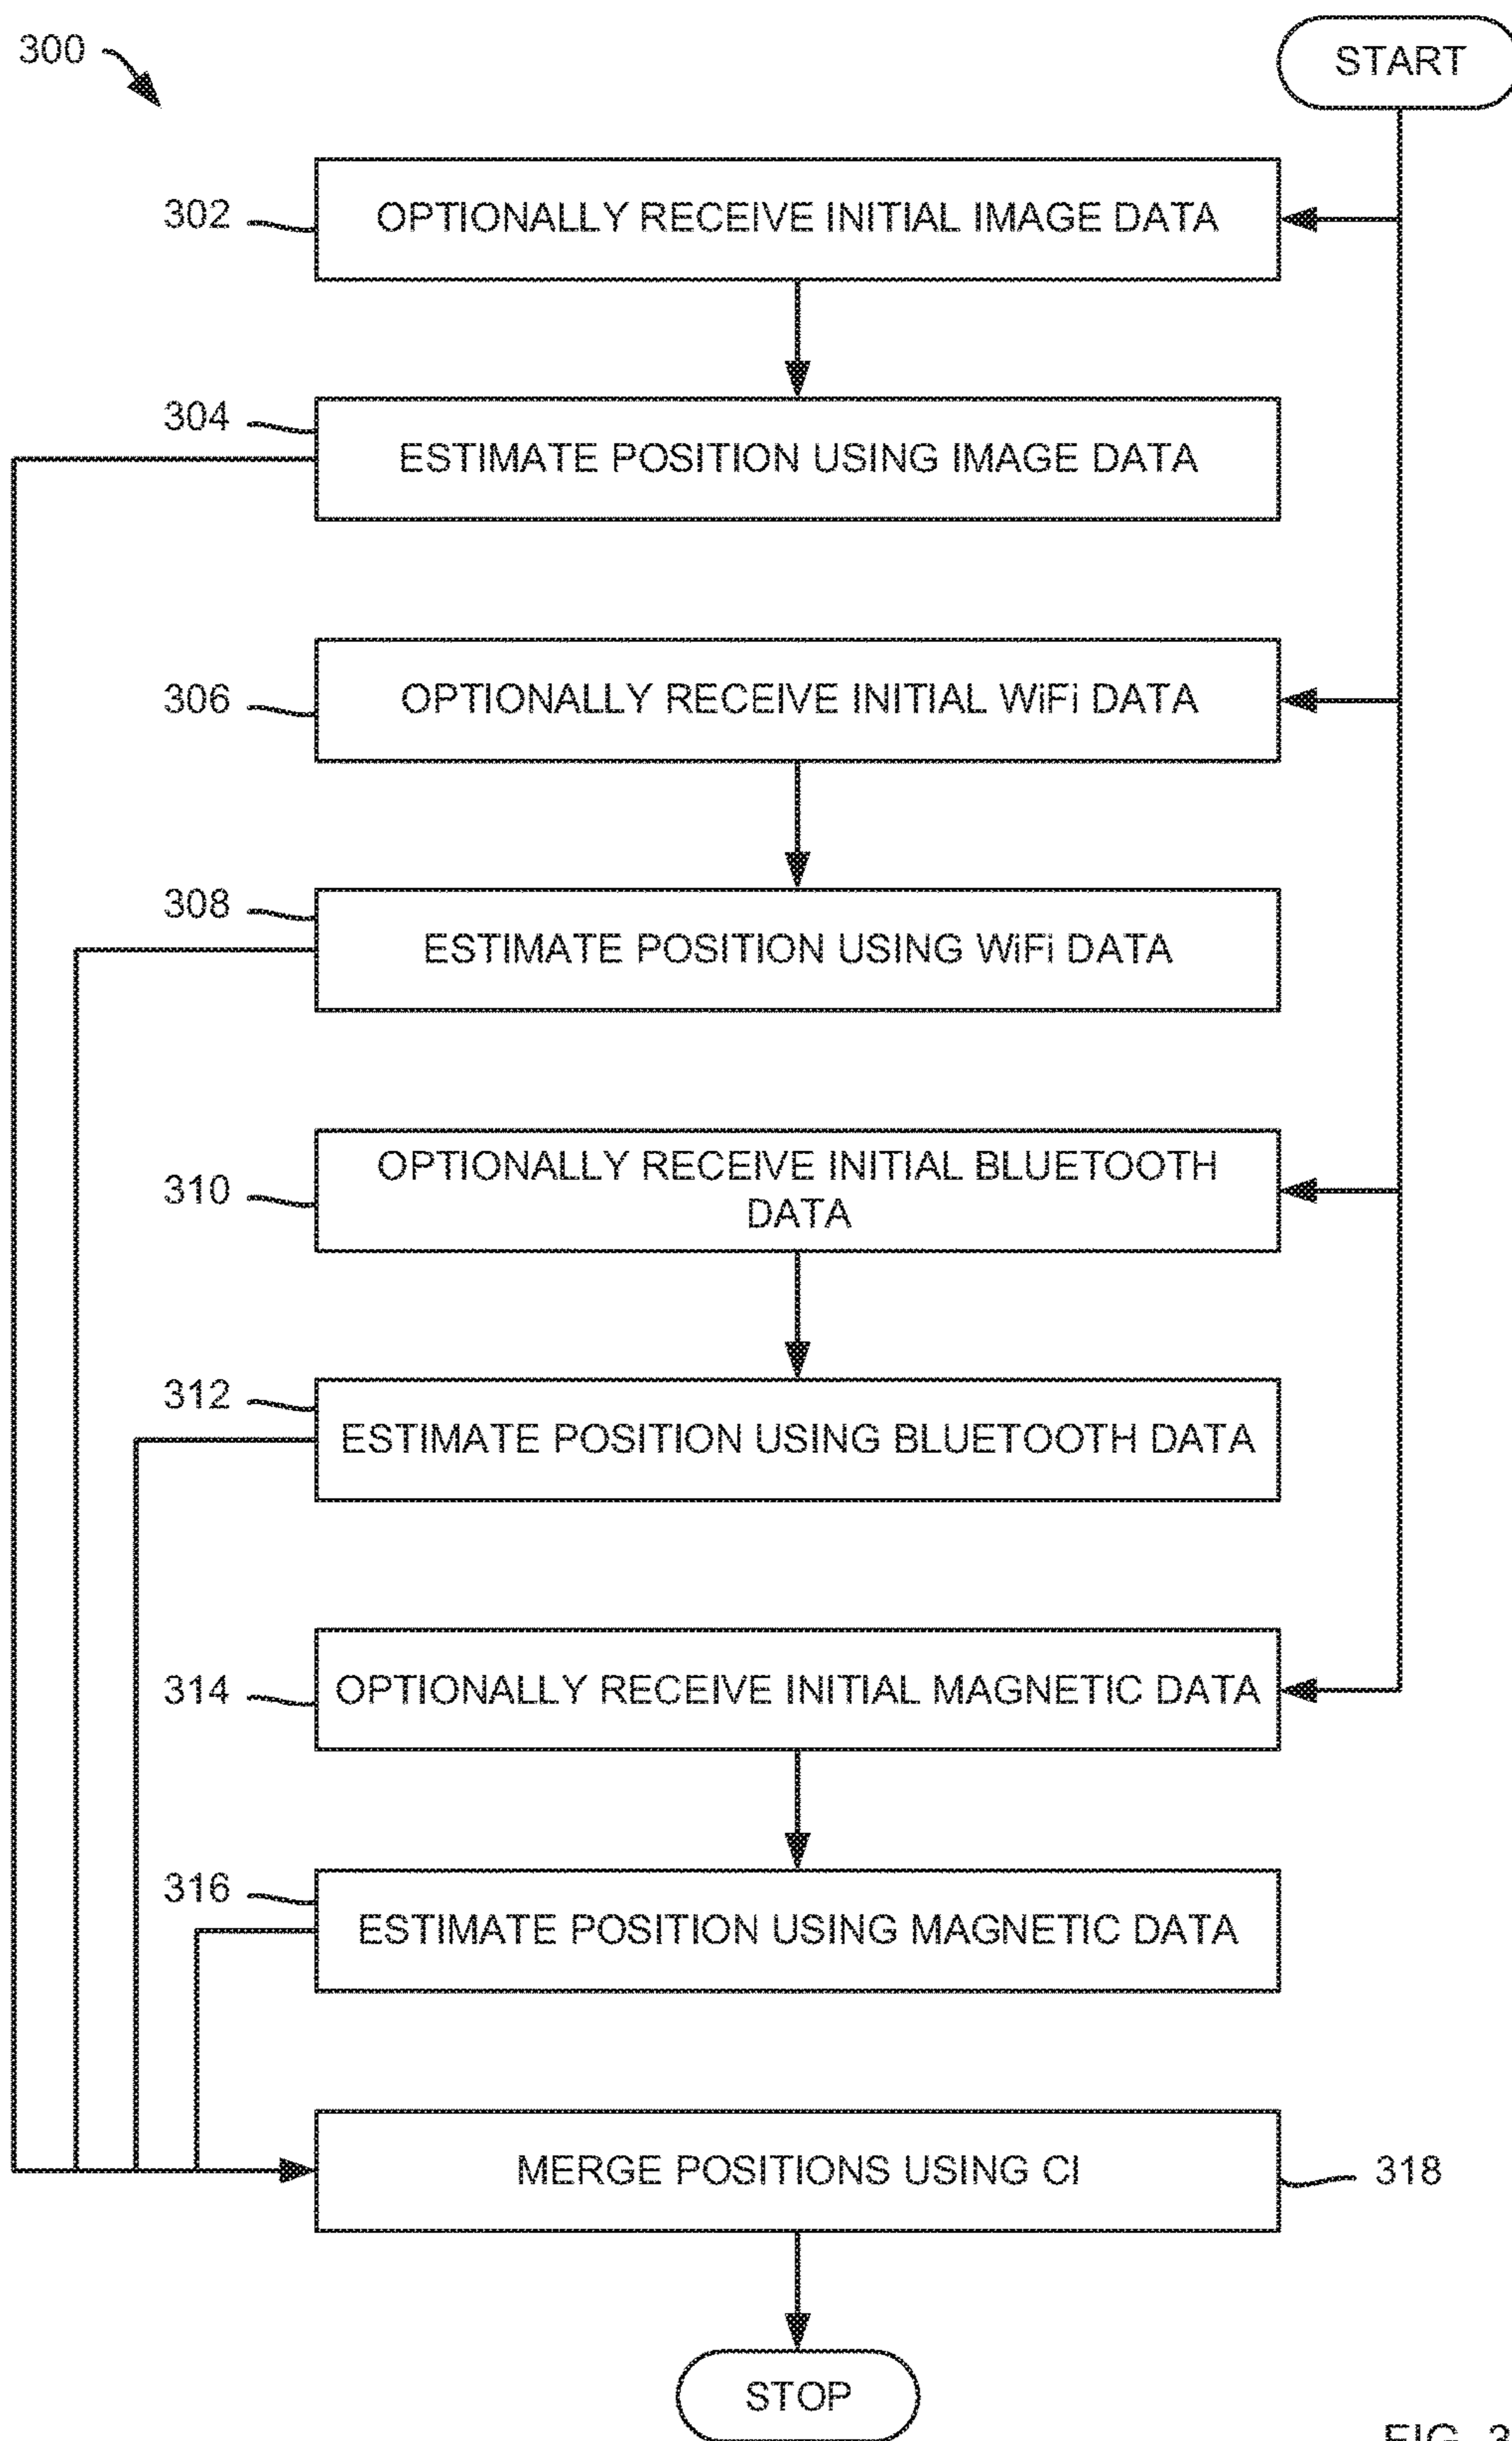 300
START
302
OPTIONALLY RECEIVE INITIAL IMAGE DATA
304
ESTIMATE POSITION USING IMAGE DATA
306
OPTIONALLY RECEIVE INITIAL WiFi DATA
308
ESTIMATE POSITION USING WiFi DATA
310
OPTIONALLY RECEIVE INITIAL BLUETOOTH
DATA
312
ESTIMATE POSITION USING BLUETOOTH DATA
314
OPTIONALLY RECEIVE INITIAL MAGNETIC DATA
316
ESTIMATE POSITION USING MAGNETIC DATA
MERGE POSITIONS USING CI
318
STOP
FIG. 3